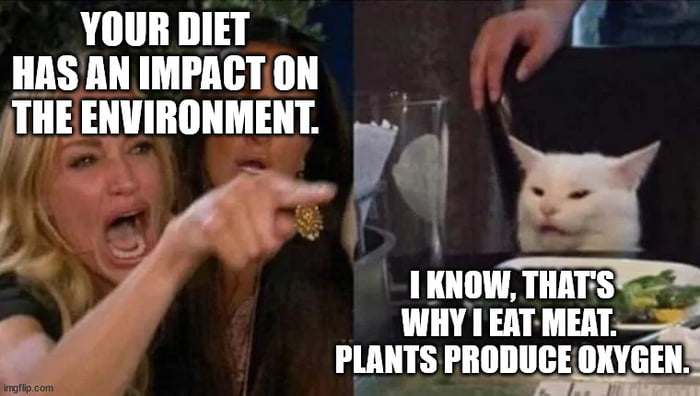 YOUR DIET
HAS AN IMPACT ON
THE ENVIRONMENT.
I KNOW, THAT'S
WHY I EAT MEAT.
PLANTS PRODUCE OXYGEN.
imgflip.com